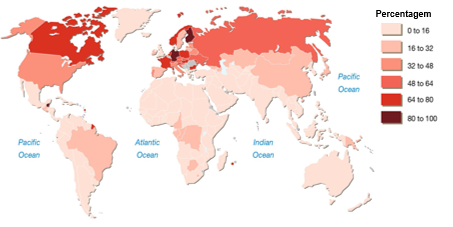 Percentagem
0 to 16
16 to 32
32 to 48
48 to 64
64 to 80
80 to 100
Pacific
Ocean
Pacific
Ocean
Atlantic
Ocean
Indian
Ocean